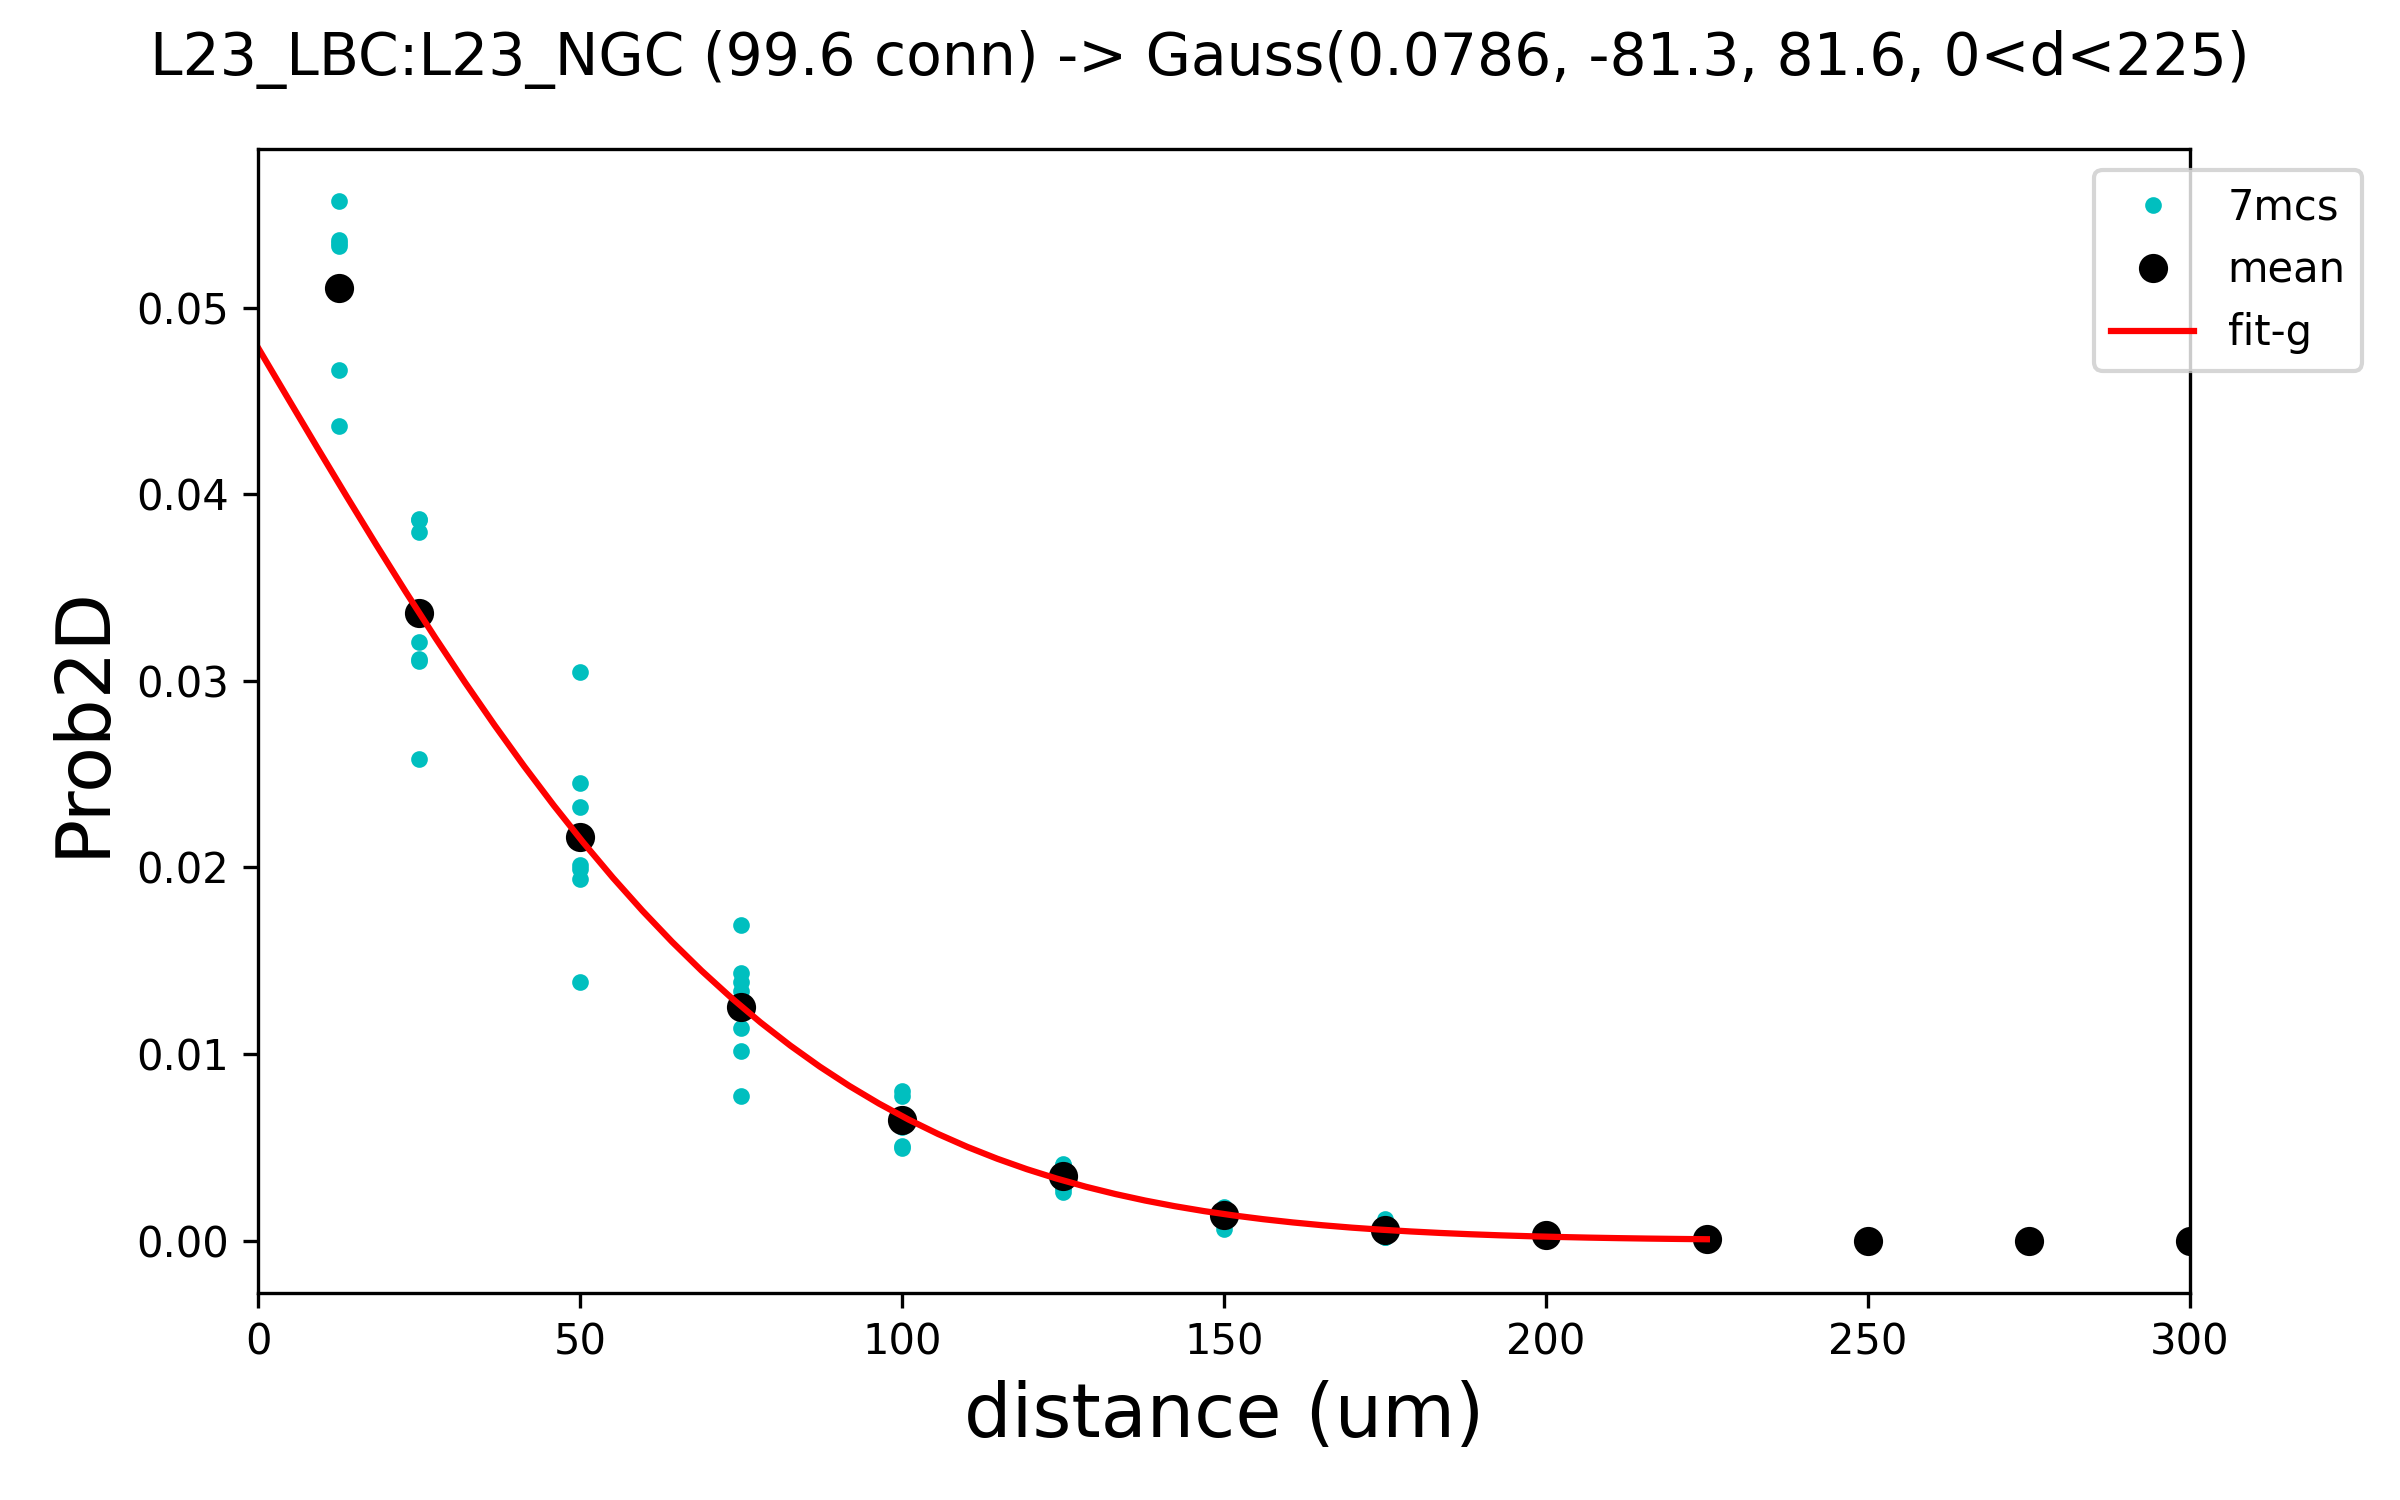 L23_LBC:L23_NGC (99.6 conn) -> Gauss(0.0786, -81.3, 81.6, 0<d<225)
7mcs
mean
fit-g
Prob2D
0.05
0.04
0.03
0.02
0.01
0.00
0 50 100 150 200 250 300
distance (um)